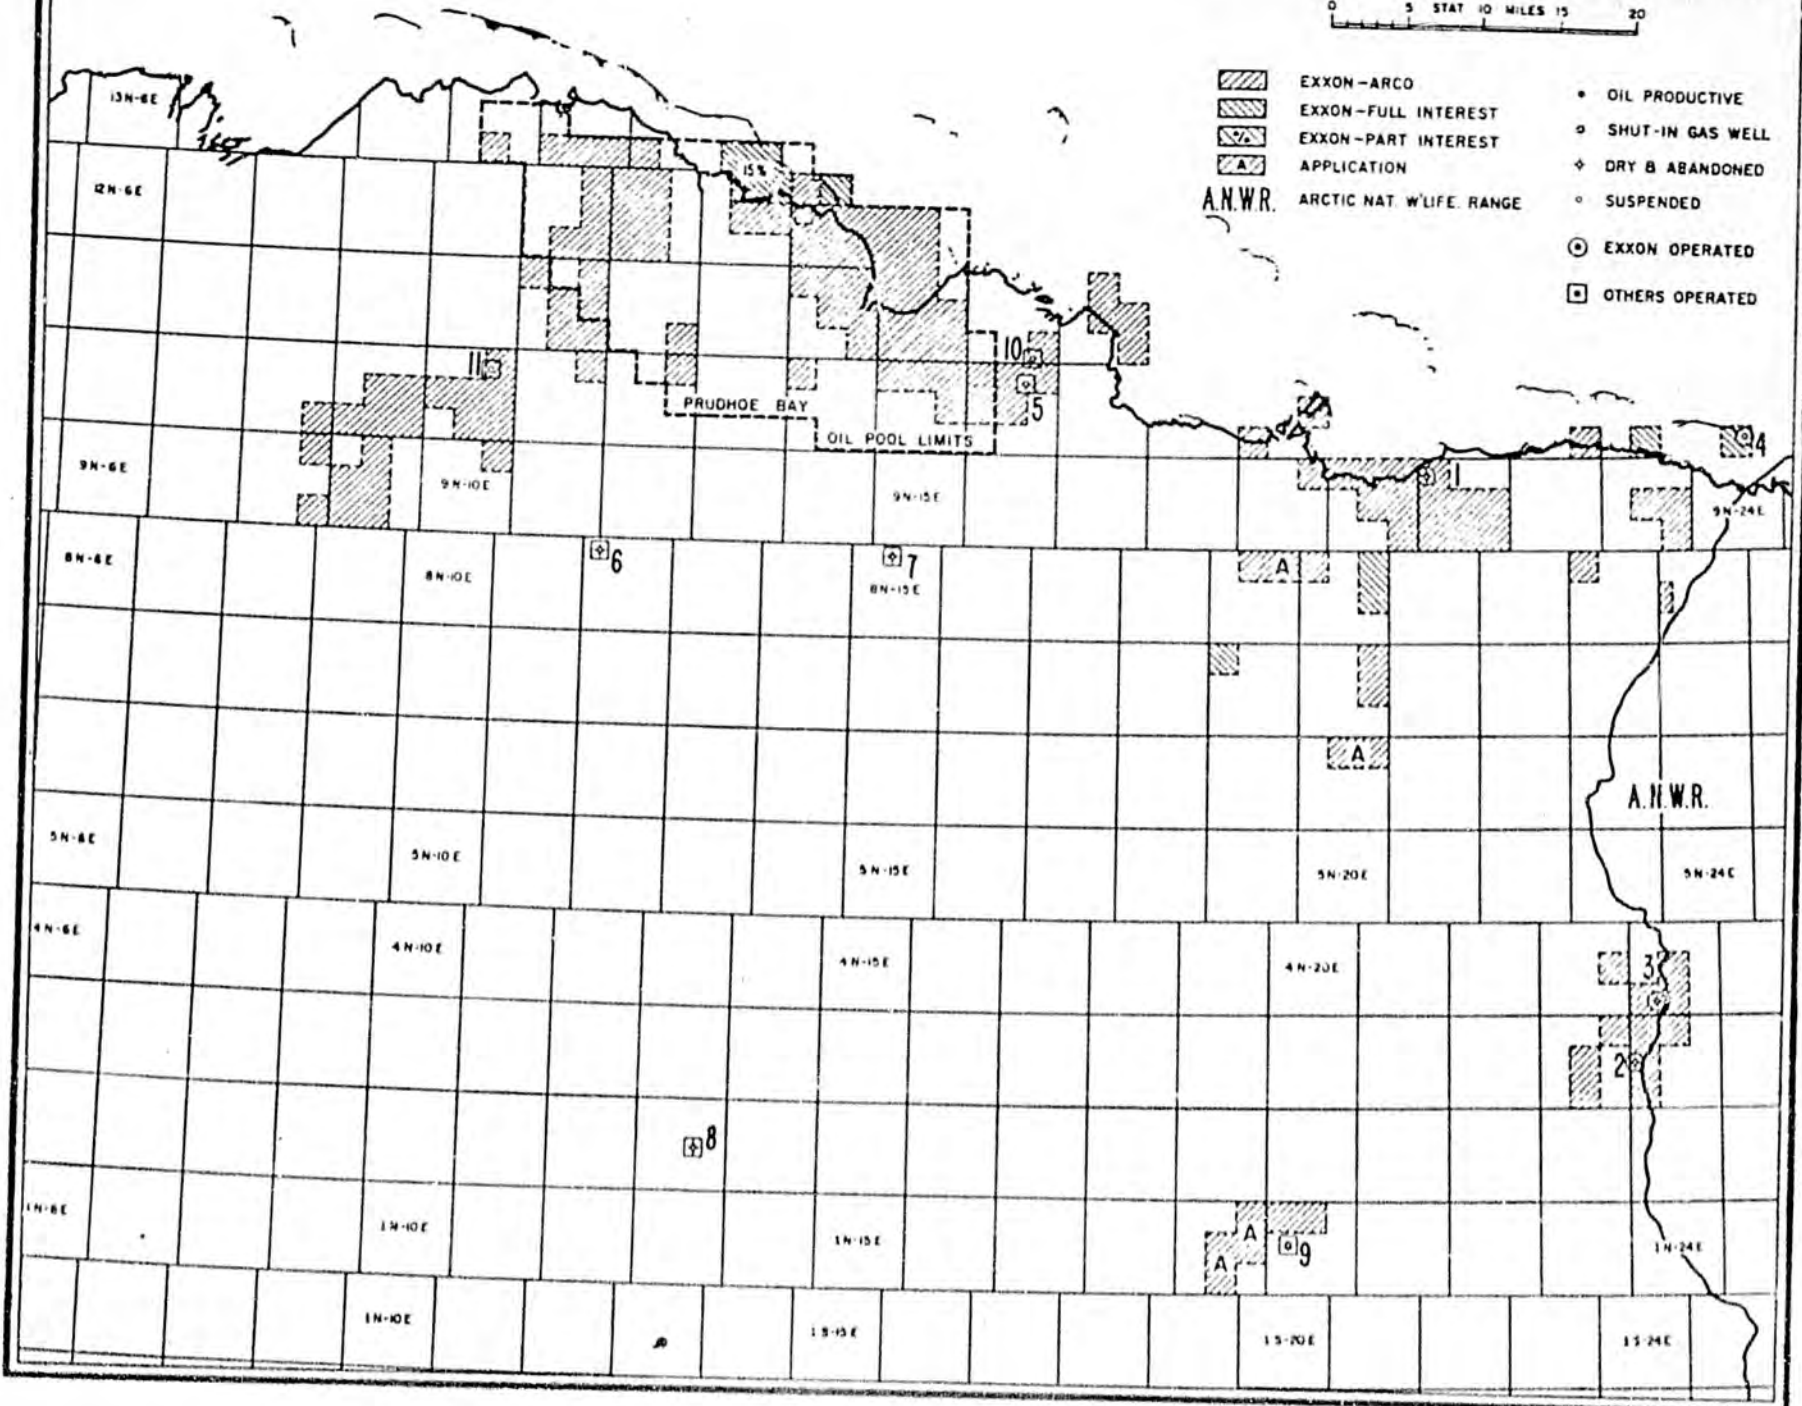 0 5 STAT 10 MILES 15 20
EXXON-ARCO
EXXON-FULL INTEREST
% EXXON-PART INTEREST
A APPLICATION
A.N.W.R. ARCTIC NAT. W'LIFE. RANGE
OIL PRODUCTIVE
SHUT-IN GAS WELL
DRY & ABANDONED
SUSPENDED
EXXON OPERATED
OTHERS OPERATED
13N-6E
15%
12N-6E
11
10
5
PRUDHOE BAY
OIL POOL LIMITS
4
9N-6E
9N-10E
9N-15E
1
9N-24E
8N-6E
8N-10E
6
7
8N-15E
A
A
A.N.W.R.
5N-6E
5N-10E
5N-15E
5N-20E
5N-24E
4N-6E
4N-10E
4N-15E
4N-20E
3
2
8
1N-6E
1N-10E
1N-15E
A
A
9
1N-24E
1N-10E
1S-15E
1S-20E
1S-24E